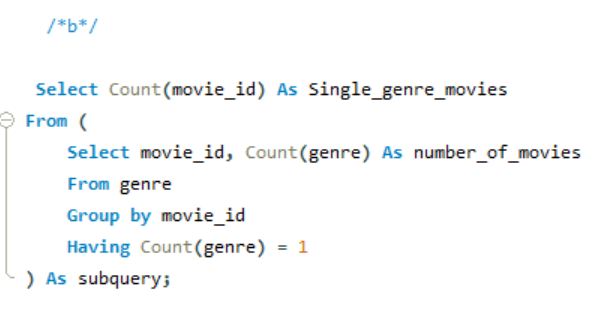 /*b*/
Select Count(movie_id) As Single_genre_movies
From (
Select movie_id, Count(genre) As number_of_movies
From genre
Group by movie_id
Having Count(genre) = 1
) As subquery;